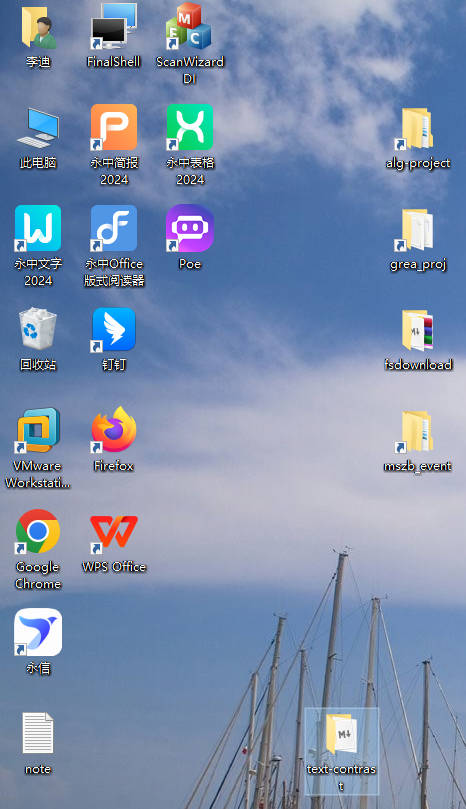 李迪
FinalShell
ScanWizard
DI
此电脑
永中简报
2024
永中表格
2024
alg-project
永中文字
2024
永中Office
版式阅读器
Poe
grea_proj
回收站
钉钉
fsdownload
VMware
Workstati...
Firefox
mszb_event
Google
Chrome
WPS Office
永信
note
text-contras
t